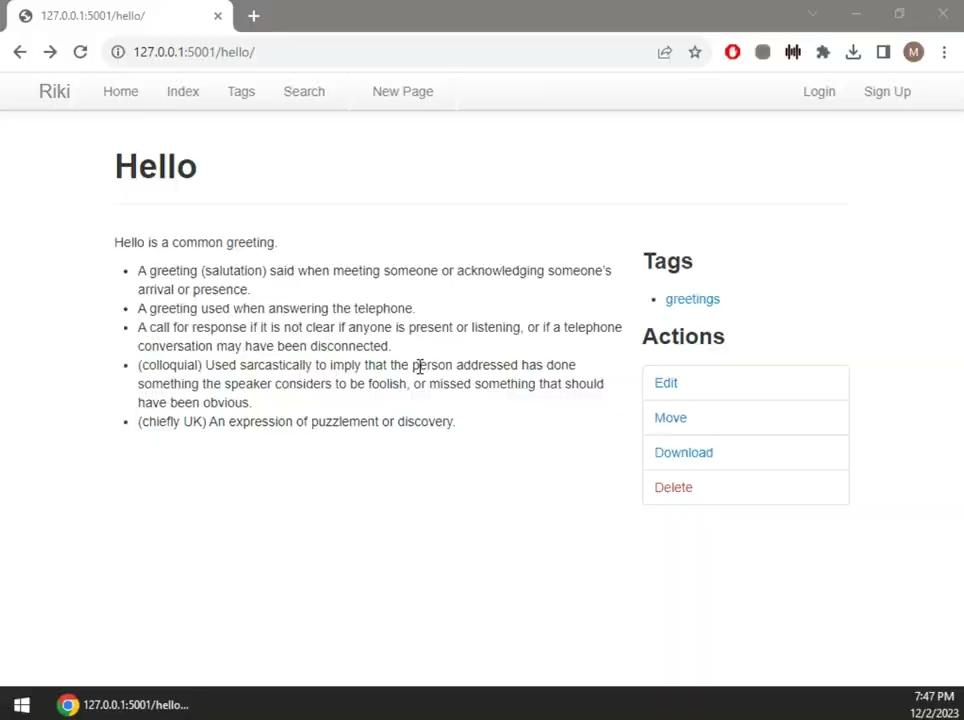 127.0.0.1:5001/hello/
127.0.0.1:5001/hello/
M
Riki Home Index Tags Search New Page Login Sign Up
Hello
Hello is a common greeting.
• A greeting (salutation) said when meeting someone or acknowledging someone's
arrival or presence.
• A greeting used when answering the telephone.
• A call for response if it is not clear if anyone is present or listening, or if a telephone
conversation may have been disconnected.
• (colloquial) Used sarcastically to imply that the person addressed has done
something the speaker considers to be foolish, or missed something that should
have been obvious.
• (chiefly UK) An expression of puzzlement or discovery.
Tags
• greetings
Actions
Edit
Move
Download
Delete
127.0.0.1:5001/hello...
7:47 PM
12/2/2023